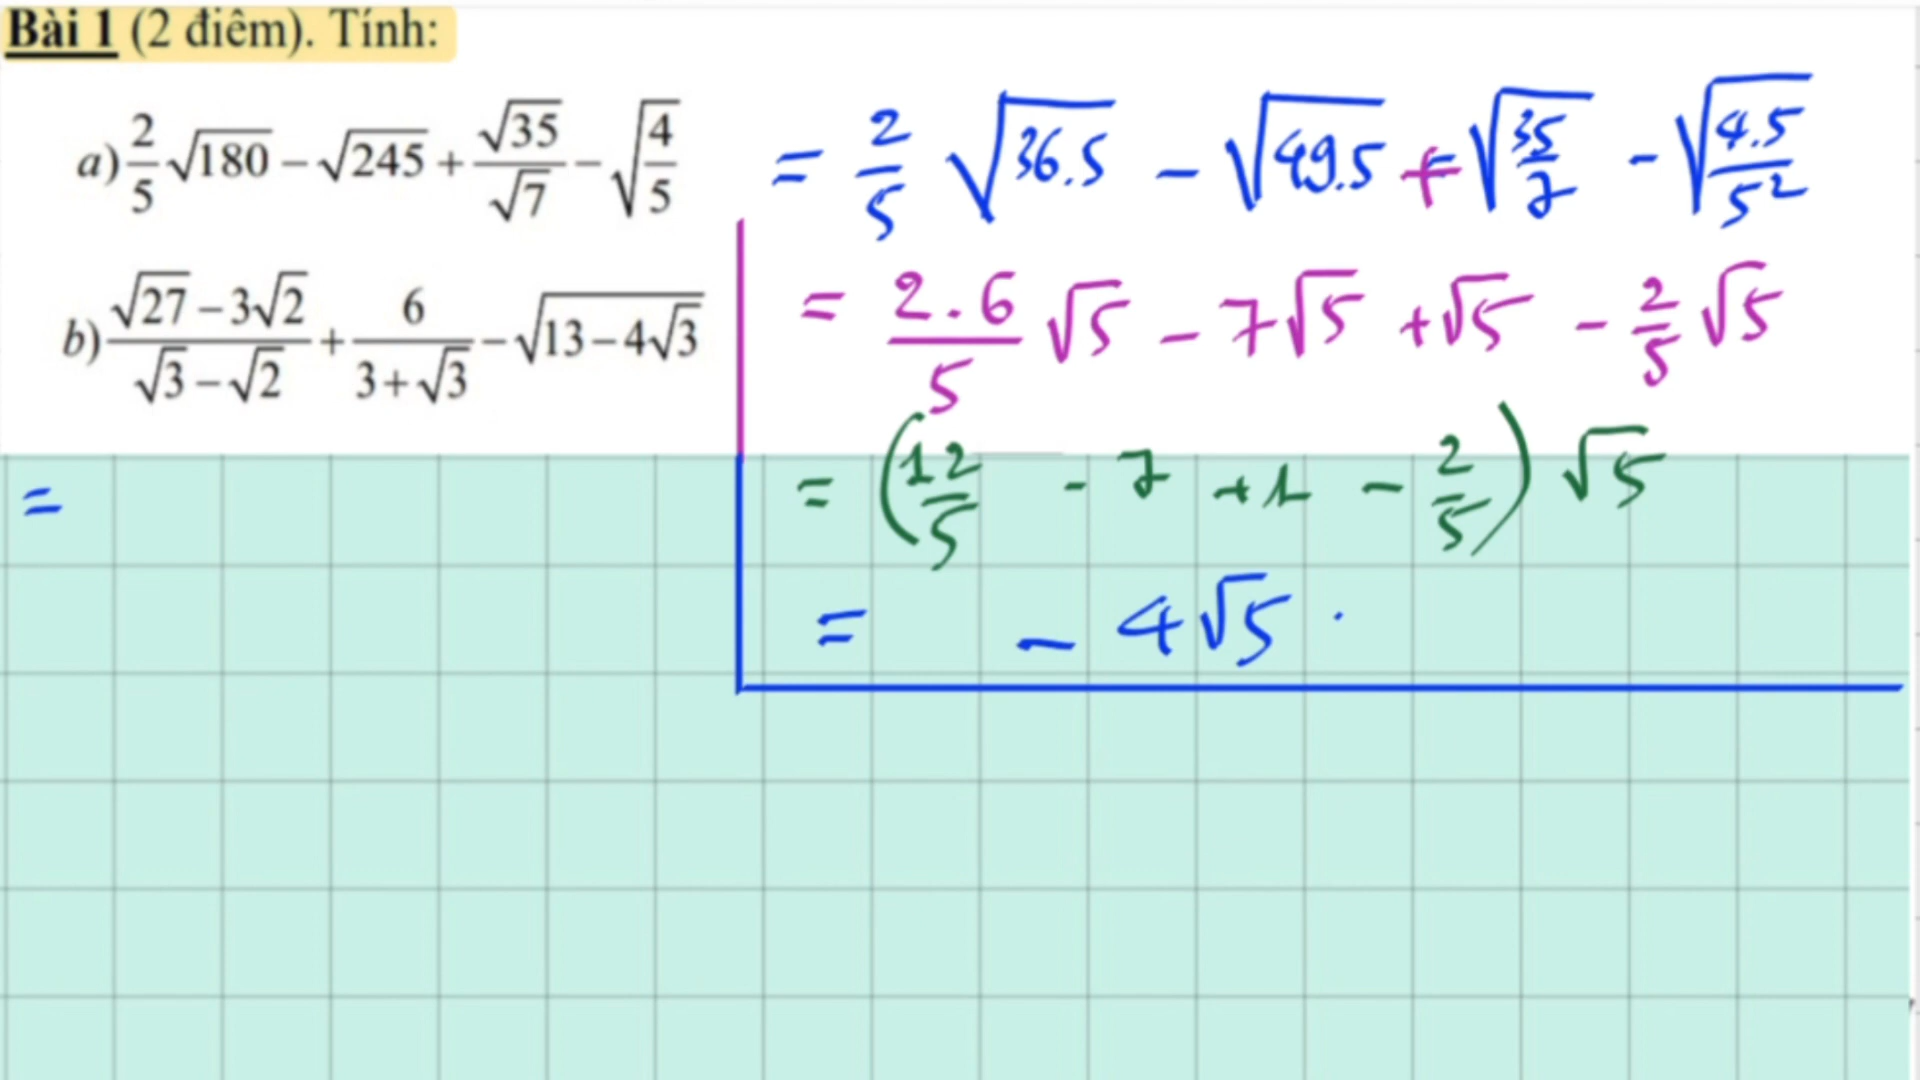 Bài 1 (2 điểm). Tính:
a) 2/5 √180 − √245 + √35/√7 − √(4/5)
= 2/5 √(36.5) − √(49.5) + √(35/7) − √(4.5/5²)
= 2.6/5 √5 − 7√5 + √5 − 2/5 √5
b) (√27 − 3√2)/(√3 − √2) + 6/(3 + √3) − √(13 − 4√3)
= (12/5 − 7 + 1 − 2/5) √5
=
= − 4√5 .